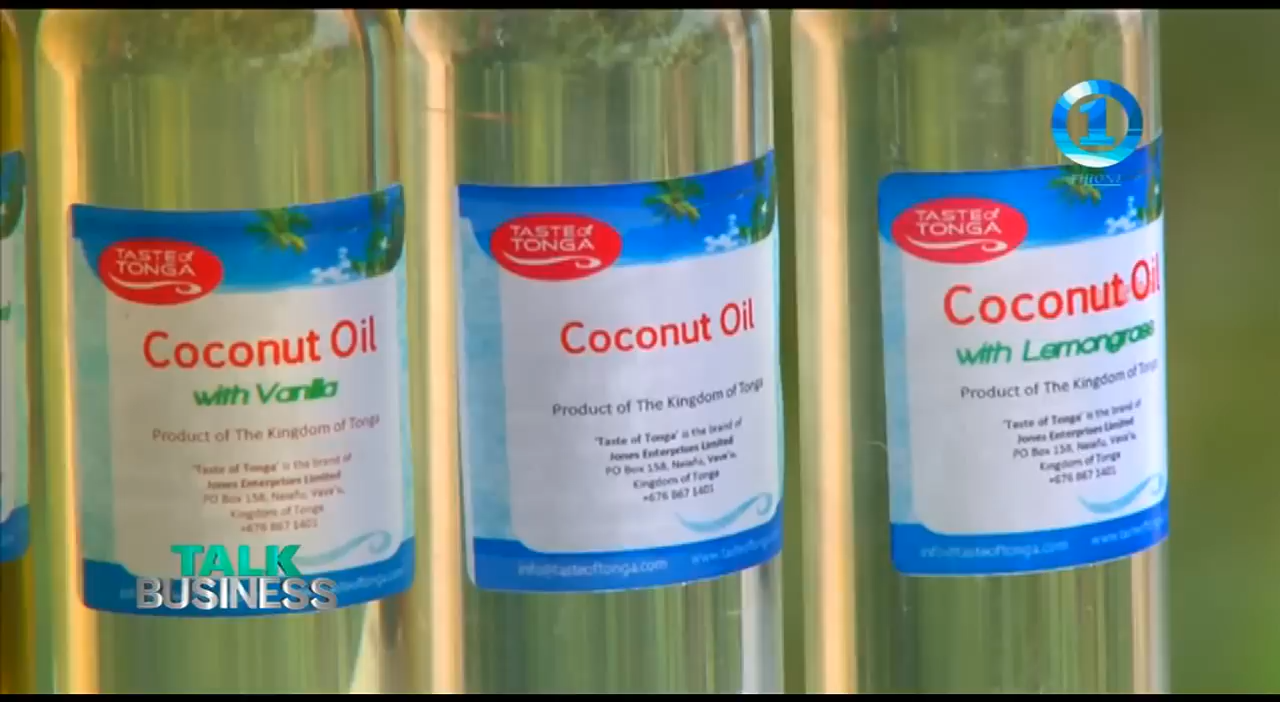 TASTE of
TONGA
Coconut Oil
with Vanilla
Product of The Kingdom of Tonga
'Taste of Tonga' is the brand of
Jones Enterprises Limited
PO Box 158, Neiafu, Vava'u,
Kingdom of Tonga
+676 867 1401
TALK
BUSINESS
TASTE of
TONGA
Coconut Oil
Product of The Kingdom of Tonga
'Taste of Tonga' is the brand of
Jones Enterprises Limited
PO Box 158, Neiafu, Vava'u,
Kingdom of Tonga
+676 867 1401
info@tasteoftonga.com www.tasteoftonga
1
TASTE of
TONGA
Coconut Oil
with Lemongrass
Product of The Kingdom of Tonga
'Taste of Tonga' is the brand of
Jones Enterprises Limited
PO Box 158, Neiafu, Vava'u,
Kingdom of Tonga
+676 867 1401
info@tasteoftonga.com www.tasteoftonga